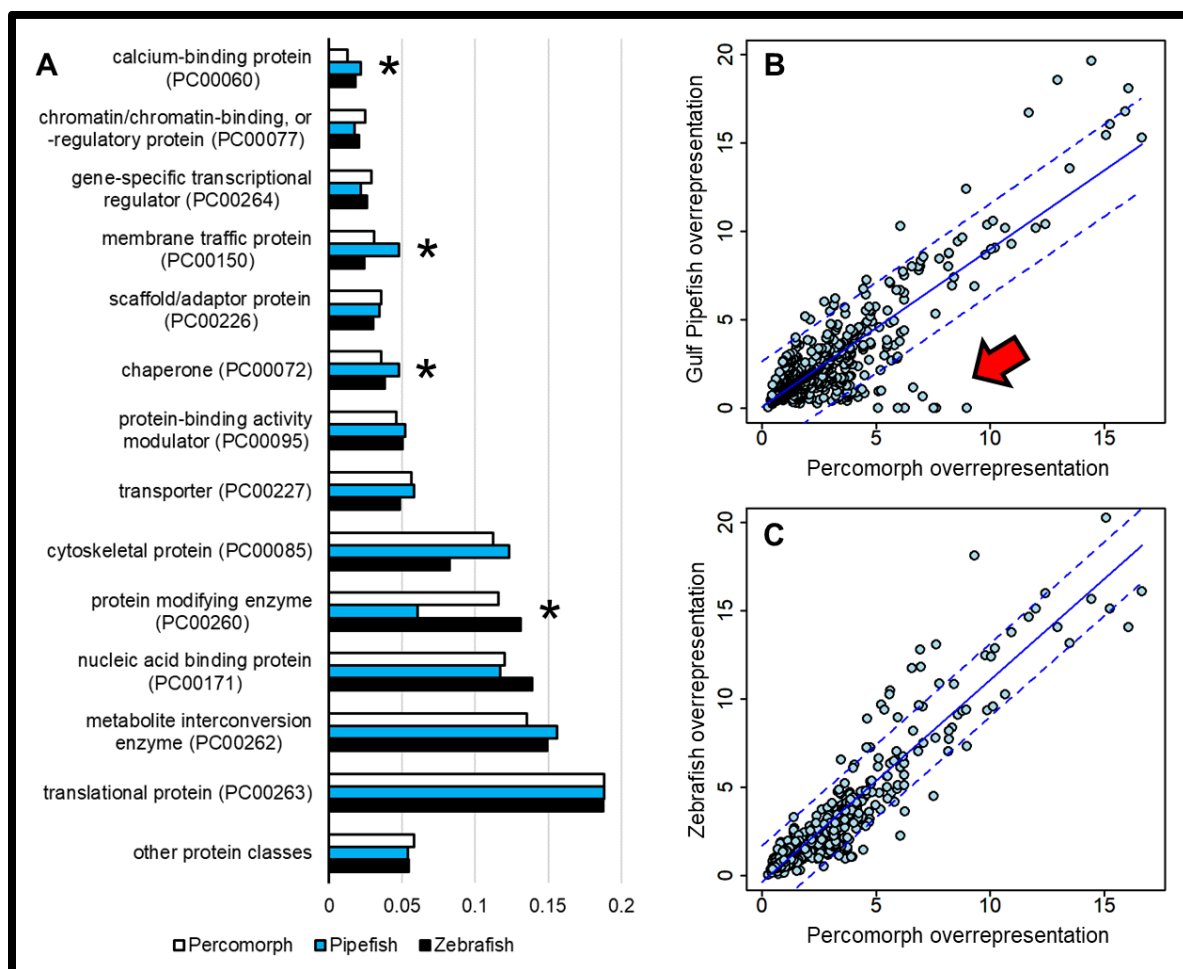 A
calcium-binding protein
(PC00060)
*
chromatin/chromatin-binding, or
-regulatory protein (PC00077)
gene-specific transcriptional
regulator (PC00264)
membrane traffic protein
(PC00150)
*
scaffold/adaptor protein
(PC00226)
chaperone (PC00072)
*
protein-binding activity
modulator (PC00095)
transporter (PC00227)
cytoskeletal protein (PC00085)
protein modifying enzyme
(PC00260)
*
nucleic acid binding protein
(PC00171)
metabolite interconversion
enzyme (PC00262)
translational protein (PC00263)
other protein classes
0 0.05 0.1 0.15 0.2
Percomorph Pipefish Zebrafish
B
Gulf Pipefish overrepresentation
20
15
10
5
0
0 5 10 15
Percomorph overrepresentation
C
Zebrafish overrepresentation
20
15
10
5
0
0 5 10 15
Percomorph overrepresentation